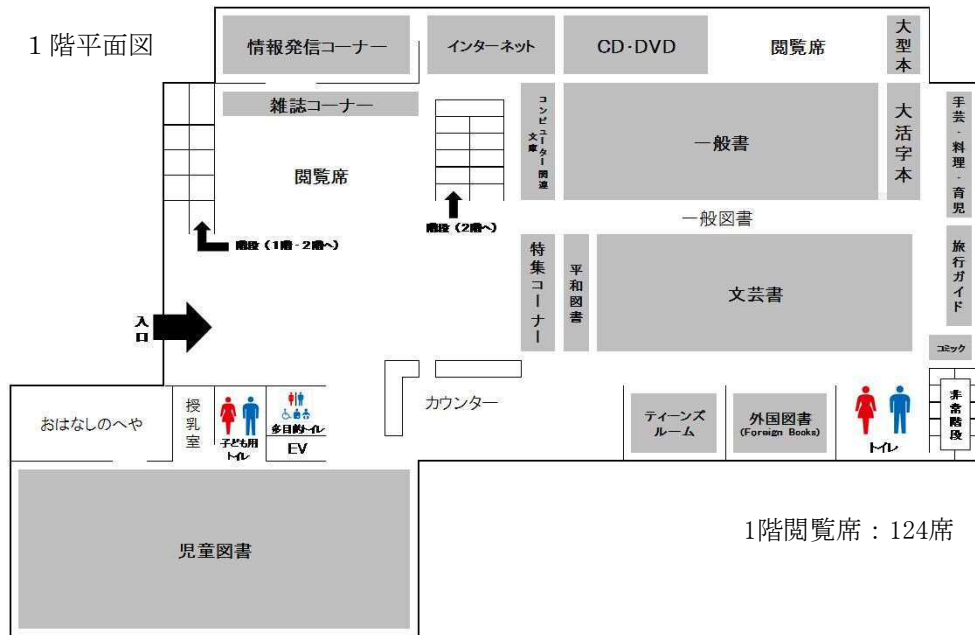 １階平面図
情報発信コーナー
インターネット
CD・DVD
閲覧席
大型本
雑誌コーナー
コンピューター関連
文庫
一般書
大活字本
手芸・料理・育児
閲覧席
階段（1階・2階へ）
階段（2階へ）
一般図書
特集コーナー
平和図書
文芸書
旅行ガイド
入口
コミック
おはなしのへや
授乳室
子ども用
トイレ
多目的トイレ
EV
カウンター
ティーンズ
ルーム
外国図書
(Foreign Books)
トイレ
非常階段
児童図書
1階閲覧席：124席